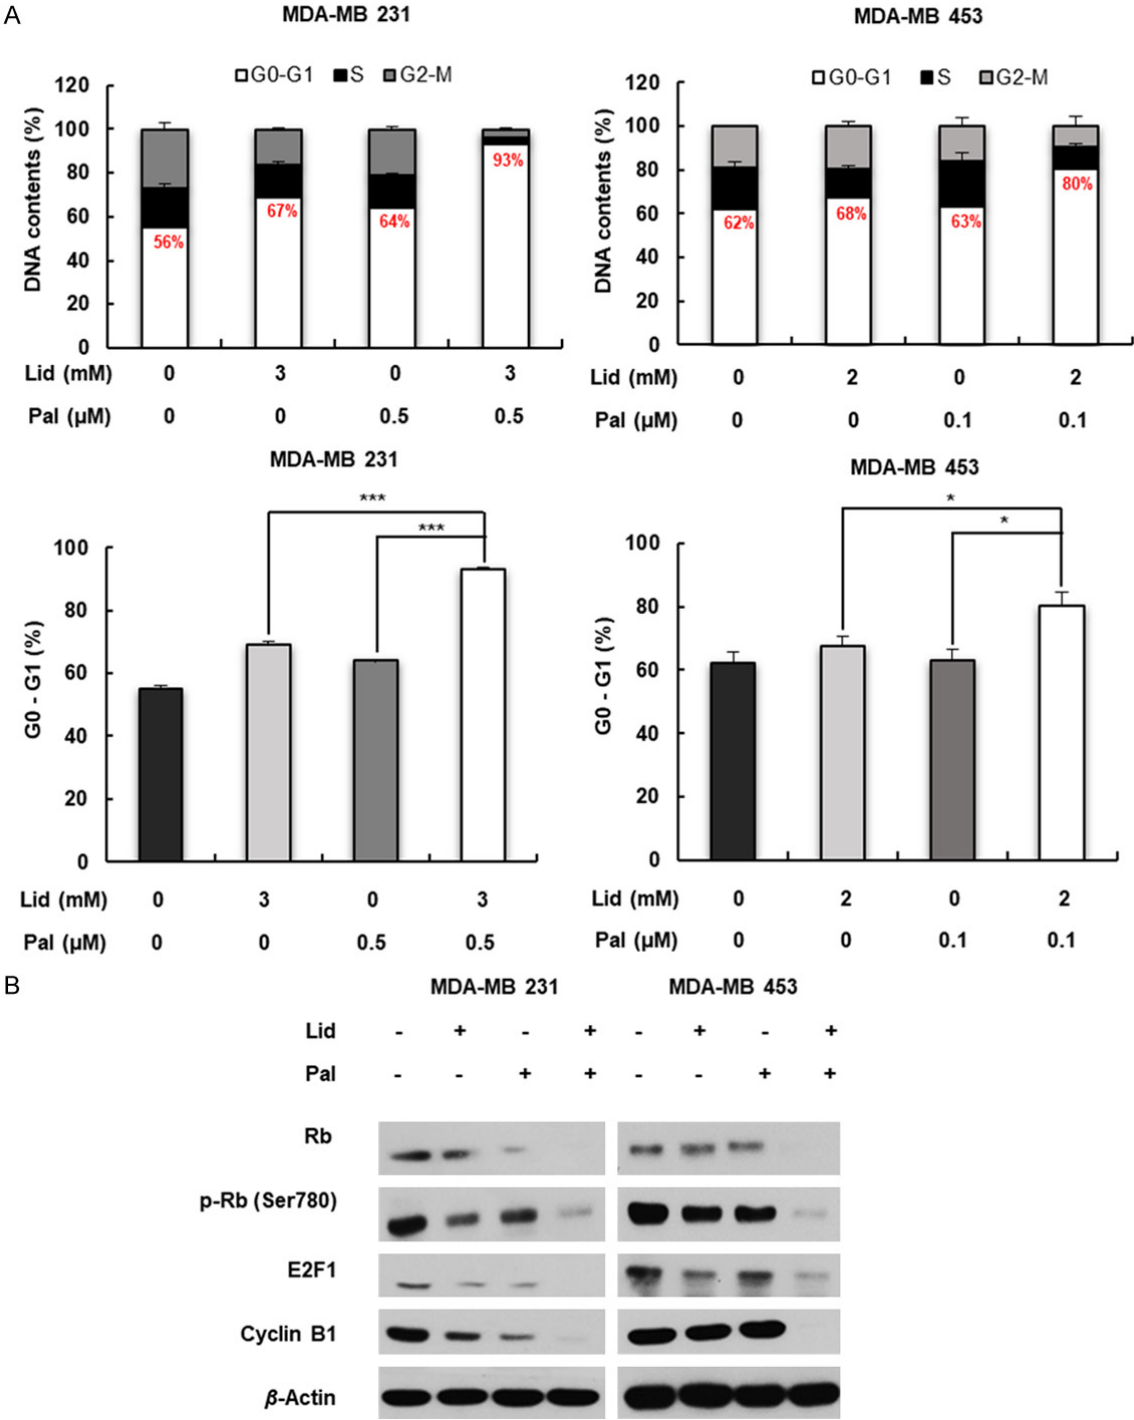 A
MDA-MB 231
G0-G1 S G2-M
DNA contents (%)
120
100
80
60
40
20
0
56%
67%
64%
93%
Lid (mM) 0 3 0 3
Pal (µM) 0 0 0.5 0.5
MDA-MB 453
G0-G1 S G2-M
DNA contents (%)
120
100
80
60
40
20
0
62%
68%
63%
80%
Lid (mM) 0 2 0 2
Pal (µM) 0 0 0.1 0.1
MDA-MB 231
***
***
G0 - G1 (%)
100
80
60
40
20
0
Lid (mM) 0 3 0 3
Pal (µM) 0 0 0.5 0.5
MDA-MB 453
*
*
G0 - G1 (%)
100
80
60
40
20
0
Lid (mM) 0 2 0 2
Pal (µM) 0 0 0.1 0.1
B
MDA-MB 231 MDA-MB 453
Lid - + - + - + - +
Pal - - + + - - + +
Rb
p-Rb (Ser780)
E2F1
Cyclin B1
β-Actin